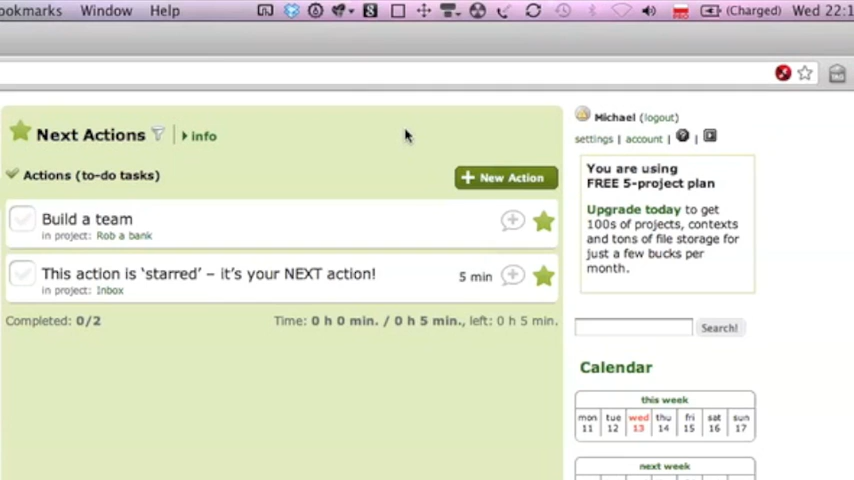 ookmarks Window Help (Charged) Wed 22:1
Next Actions info
Actions (to-do tasks)
New Action
Build a team
in project: Rob a bank
This action is ‘starred’ – it’s your NEXT action!
5 min
in project: Inbox
Completed: 0/2
Time: 0 h 0 min. / 0 h 5 min., left: 0 h 5 min.
Michael (logout)
settings | account | ? |
You are using
FREE 5-project plan
Upgrade today to get
100s of projects, contexts
and tons of file storage for
just a few bucks per
month.
Search!
Calendar
this week
mon tue wed thu fri sat sun
11 12 13 14 15 16 17
next week